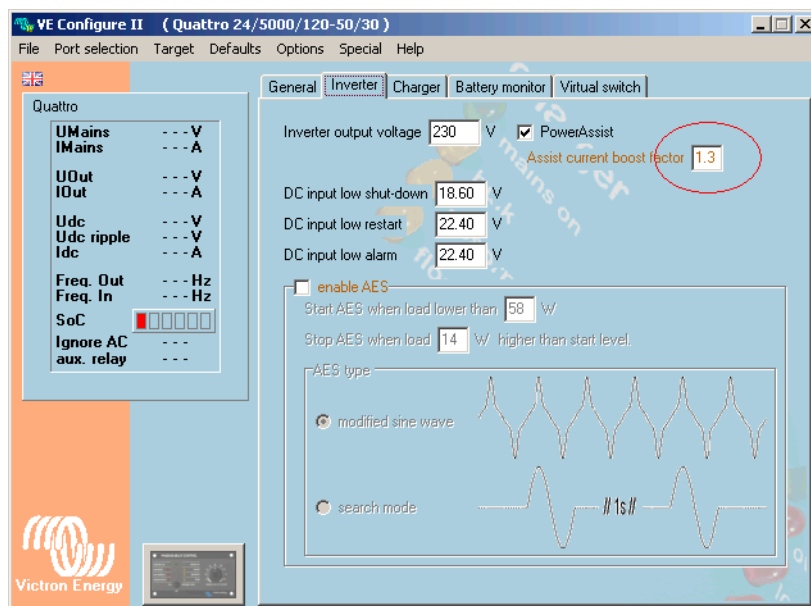 VE Configure II ( Quattro 24/5000/120-50/30 )
File Port selection Target Defaults Options Special Help
General Inverter Charger Battery monitor Virtual switch
Quattro
UMains - - - V
IMains - - - A
UOut - - - V
IOut - - - A
Udc - - - V
Udc ripple - - - V
Idc - - - A
Freq. Out - - - Hz
Freq. In - - - Hz
SoC
Ignore AC - - -
aux. relay - - -
Inverter output voltage 230 V PowerAssist
Assist current boost factor 1.3
DC input low shut-down 18.60 V
DC input low restart 22.40 V
DC input low alarm 22.40 V
enable AES
Start AES when load lower than 58 W
Stop AES when load 14 W higher than start level.
AES type
modified sine wave
search mode
// 1s //
mains on
Victron Energy